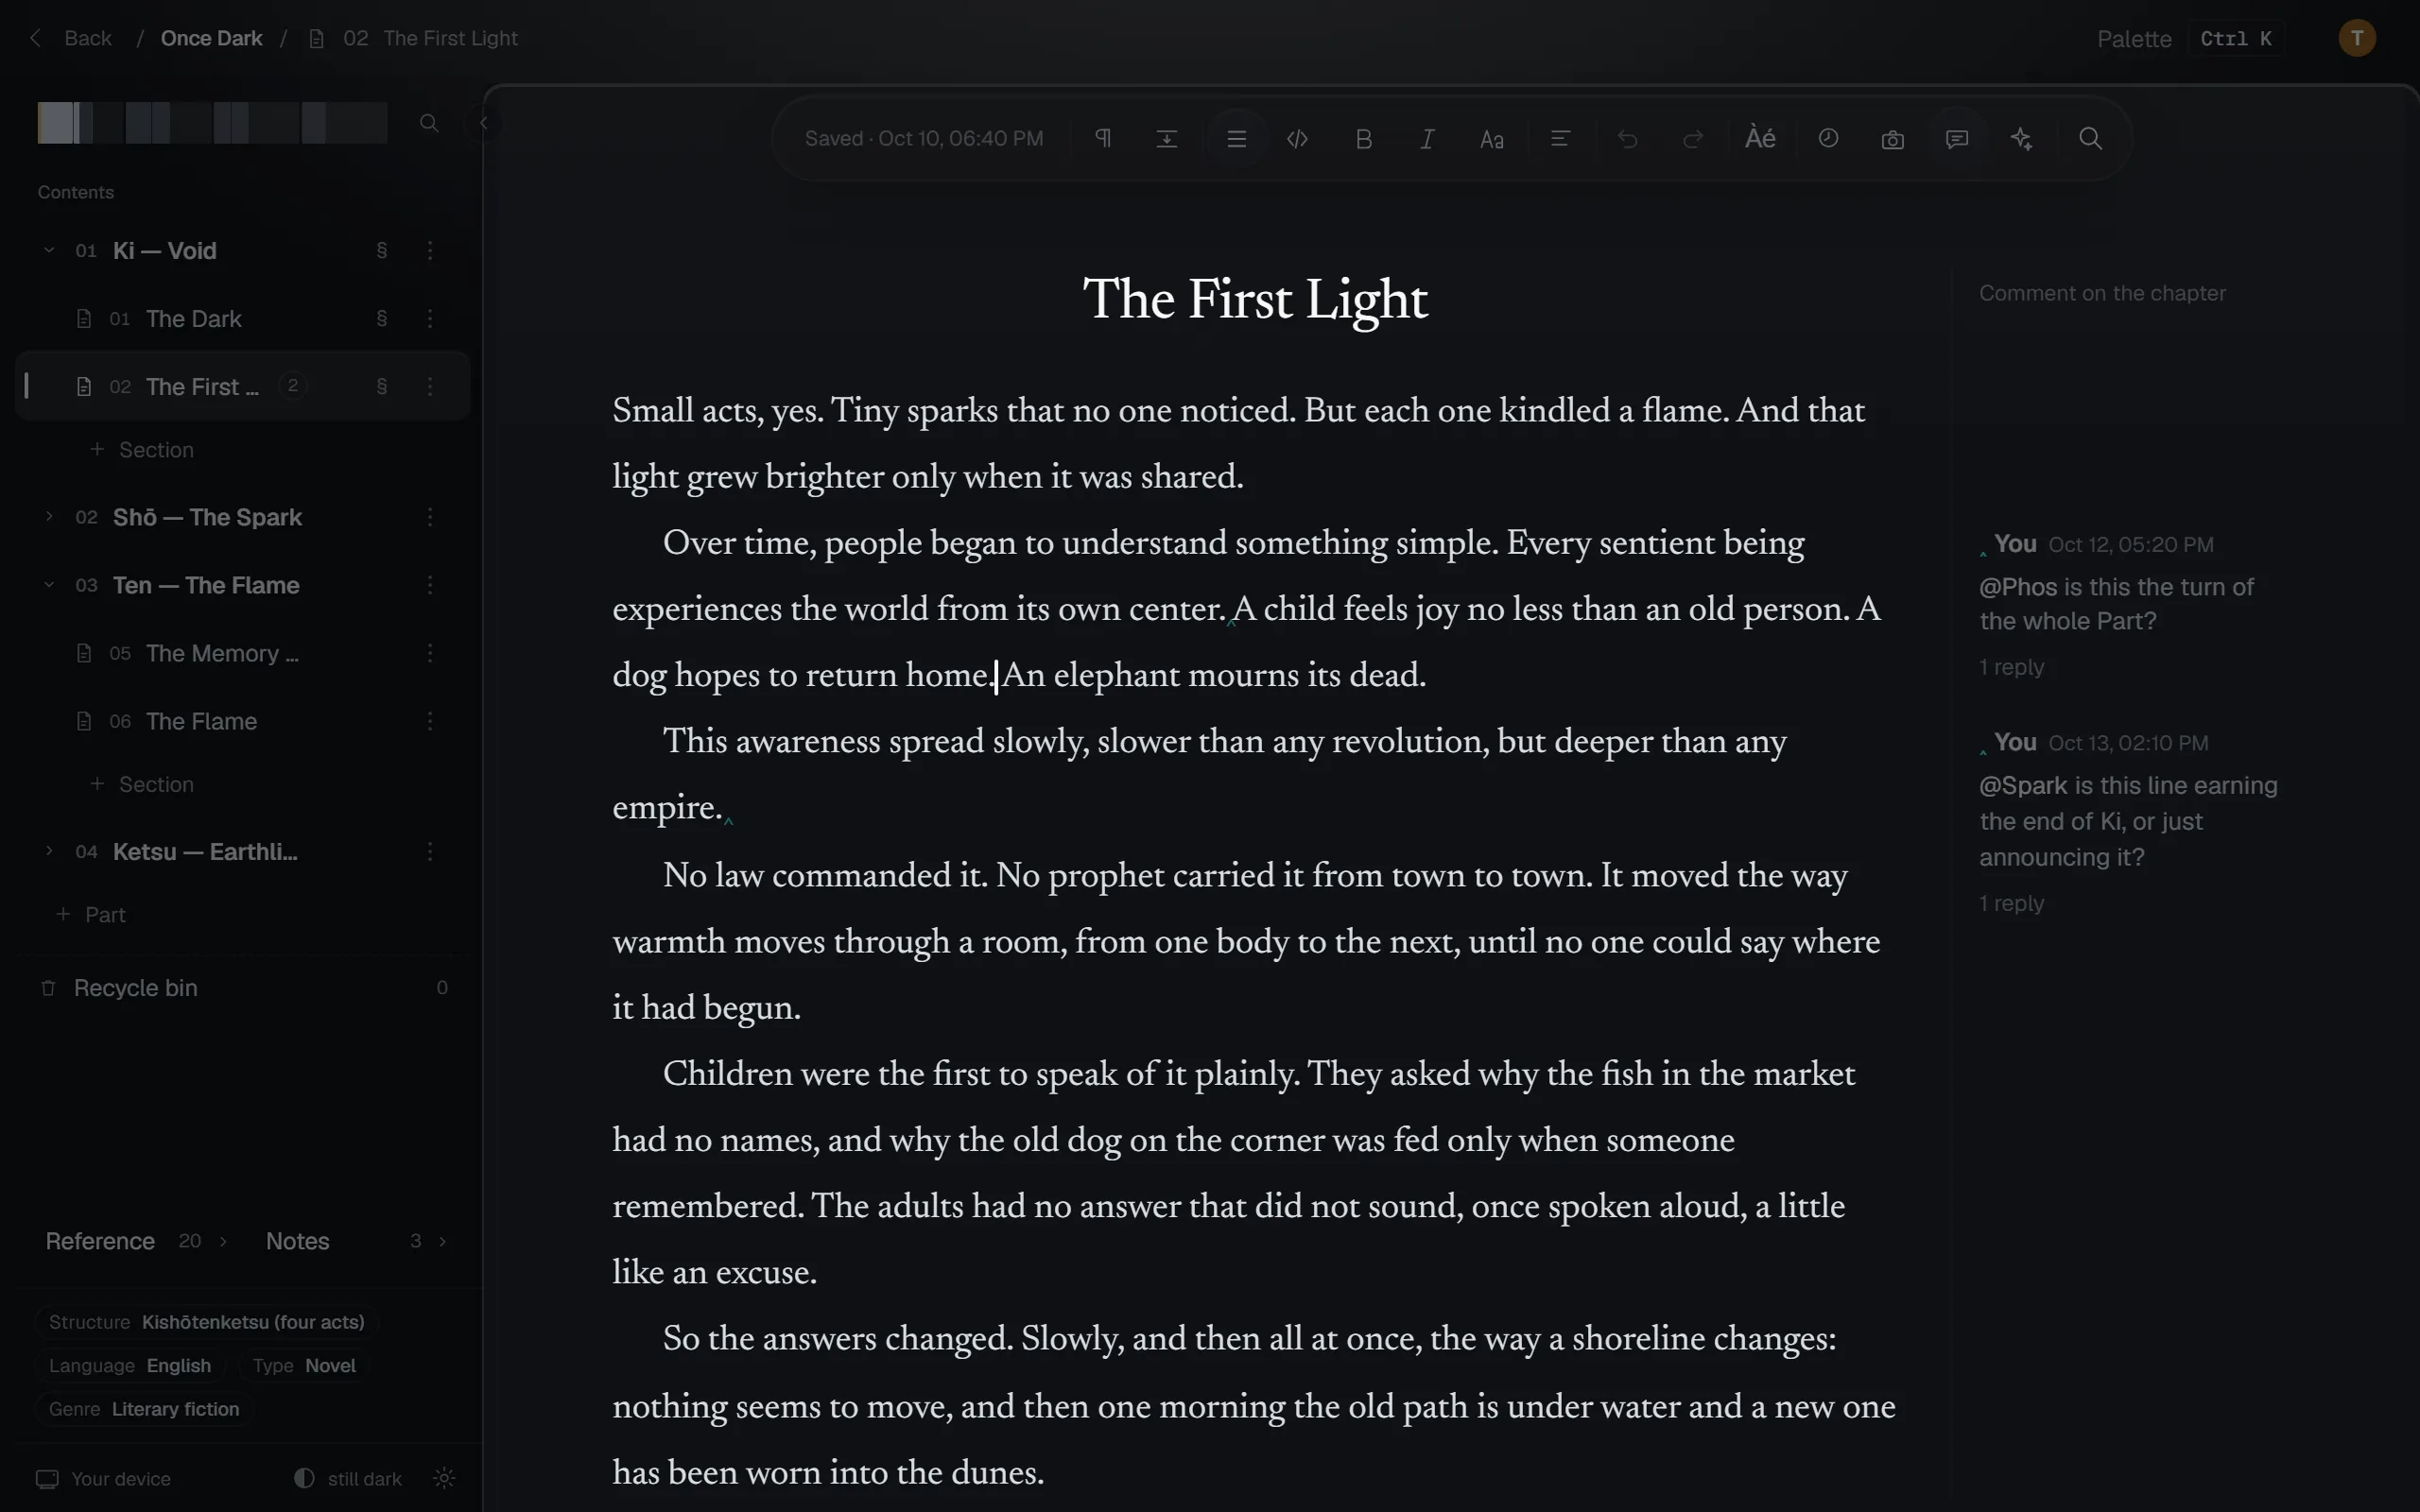 Back / Once Dark / 02 The First Light
Palette Ctrl K
T
Saved · Oct 10, 06:40 PM
B I Aa Àé
Contents
01 Ki — Void §
01 The Dark §
02 The First ... 2 §
+ Section
02 Shō — The Spark
03 Ten — The Flame
05 The Memory ...
06 The Flame
+ Section
04 Ketsu — Earthli...
+ Part
Recycle bin 0
Reference 20 Notes 3
Structure Kishōtenketsu (four acts)
Language English Type Novel
Genre Literary fiction
Your device still dark
The First Light
Small acts, yes. Tiny sparks that no one noticed. But each one kindled a flame. And that
light grew brighter only when it was shared.
Over time, people began to understand something simple. Every sentient being
experiences the world from its own center. A child feels joy no less than an old person. A
dog hopes to return home. An elephant mourns its dead.
This awareness spread slowly, slower than any revolution, but deeper than any
empire.
No law commanded it. No prophet carried it from town to town. It moved the way
warmth moves through a room, from one body to the next, until no one could say where
it had begun.
Children were the first to speak of it plainly. They asked why the fish in the market
had no names, and why the old dog on the corner was fed only when someone
remembered. The adults had no answer that did not sound, once spoken aloud, a little
like an excuse.
So the answers changed. Slowly, and then all at once, the way a shoreline changes:
nothing seems to move, and then one morning the old path is under water and a new one
has been worn into the dunes.
Comment on the chapter
You Oct 12, 05:20 PM
@Phos is this the turn of
the whole Part?
1 reply
You Oct 13, 02:10 PM
@Spark is this line earning
the end of Ki, or just
announcing it?
1 reply